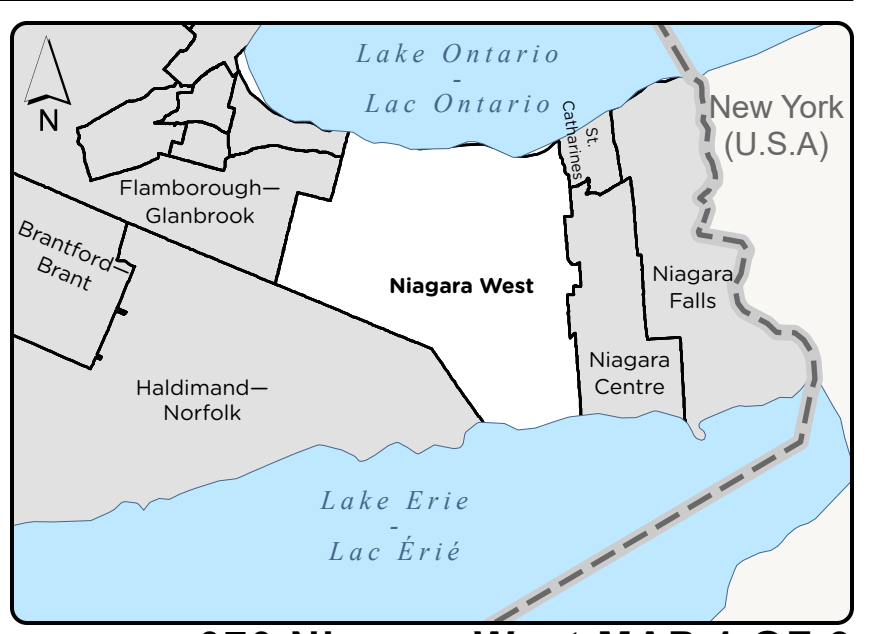 Lake Ontario
-
Lac Ontario
N
New York
(U.S.A)
St.
Catharines
Flamborough—
Glanbrook
Brantford—
Brant
Niagara West
Niagara
Falls
Niagara
Centre
Haldimand—
Norfolk
Lake Erie
-
Lac Érié